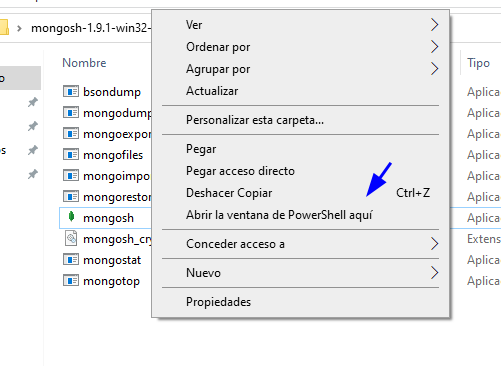 mongosh-1.9.1-win32-
Nombre
Tipo
bsondump
Aplica
mongodump
Aplica
mongoexpor
Aplica
mongofiles
Aplica
mongoimpo
Aplica
mongorestor
Aplica
mongosh
Aplica
mongosh_cry
Extens
mongostat
Aplica
mongotop
Aplica
Ver
Ordenar por
Agrupar por
Actualizar
Personalizar esta carpeta...
Pegar
Pegar acceso directo
Deshacer Copiar Ctrl+Z
Abrir la ventana de PowerShell aquí
Conceder acceso a
Nuevo
Propiedades